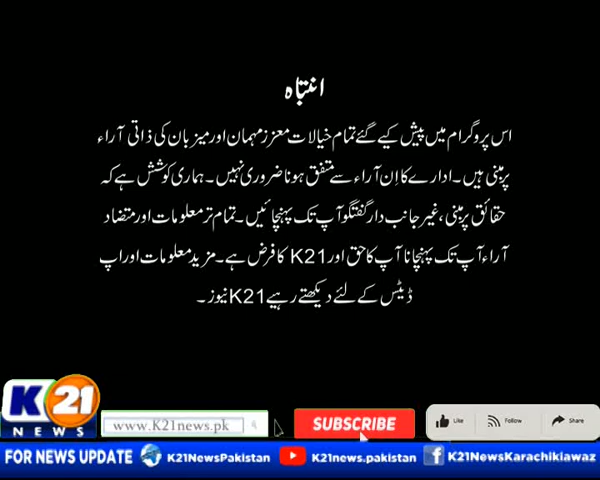 انتباہ
اس پروگرام میں پیش کیے گئے تمام خیالات معزز مہمان اور میزبان کی ذاتی آراء
پر مبنی ہیں۔ ادارے کا اِن آراء سے متفق ہونا ضروری نہیں۔ ہماری کوشش ہے کہ
حقائق پر مبنی، غیر جانب دار گفتگو آپ تک پہنچائیں۔ تمام تر معلومات اور متضاد
آراء آپ تک پہنچانا آپ کا حق اور K21 کا فرض ہے۔ مزید معلومات اور اپ
ڈیٹس کے لئے دیکھتے رہیے K21 نیوز۔
K21
NEWS
www.K21news.pk
SUBSCRIBE
Like
Follow
Share
FOR NEWS UPDATE K21NewsPakistan K21news.pakistan K21NewsKarachikiawaz